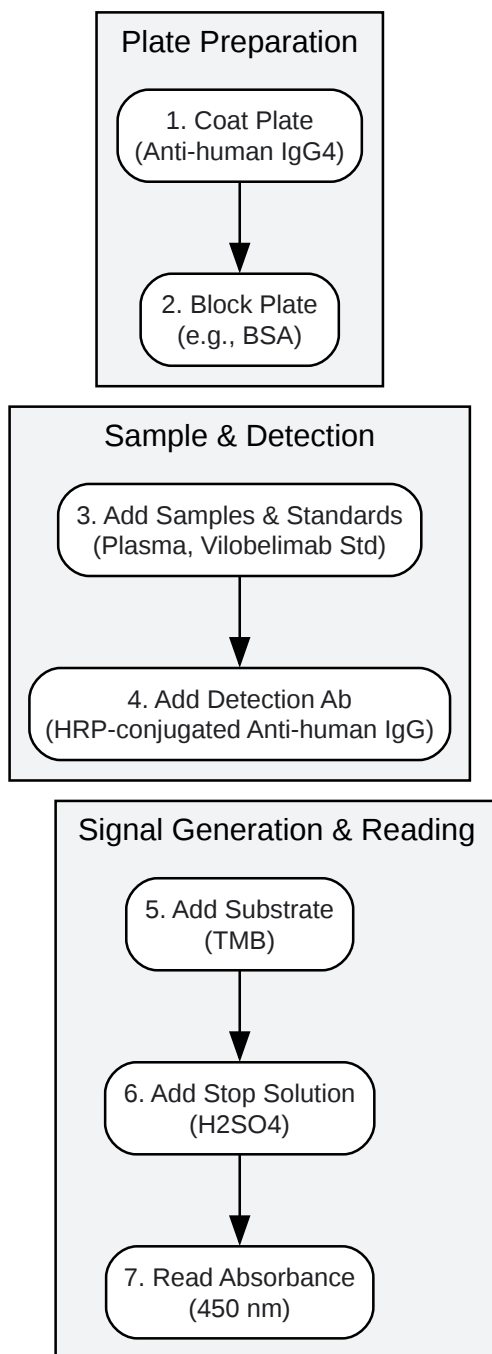 Plate Preparation
1. Coat Plate
(Anti-human IgG4)
2. Block Plate
(e.g., BSA)
Sample & Detection
3. Add Samples & Standards
(Plasma, Vilobelimab Std)
4. Add Detection Ab
(HRP-conjugated Anti-human IgG)
Signal Generation & Reading
5. Add Substrate
(TMB)
6. Add Stop Solution
(H2SO4)
7. Read Absorbance
(450 nm)